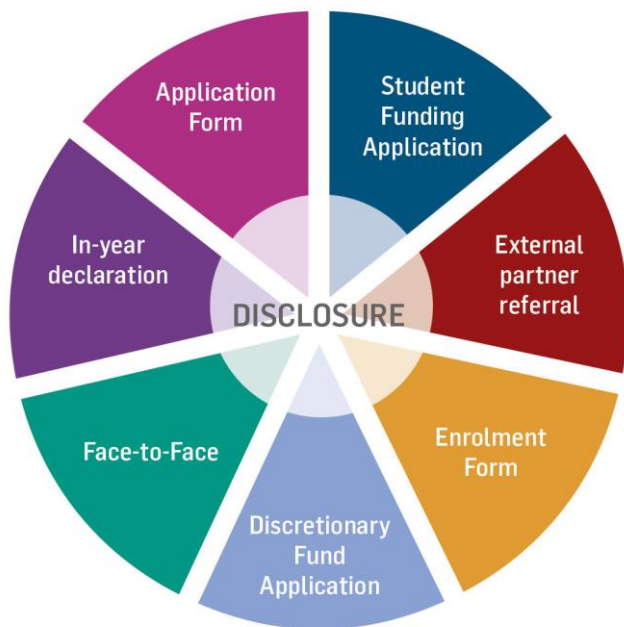 Application
Form
Student
Funding
Application
In-year
declaration
External
partner
referral
DISCLOSURE
Face-to-Face
Enrolment
Form
Discretionary
Fund
Application